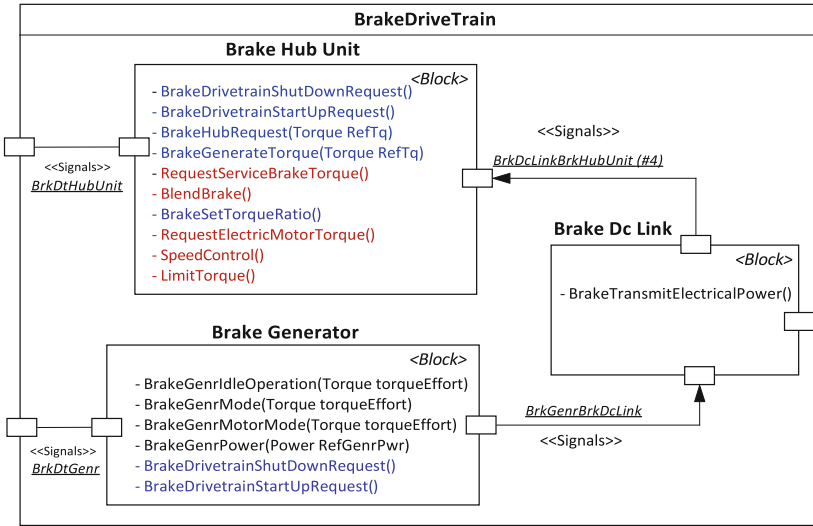 BrakeDriveTrain
Brake Hub Unit
<Block>
- BrakeDrivetrainShutDownRequest()
- BrakeDrivetrainStartUpRequest()
- BrakeHubRequest(Torque RefTq)
- BrakeGenerateTorque(Torque RefTq)
- RequestServiceBrakeTorque()
- BlendBrake()
- BrakeSetTorqueRatio()
- RequestElectricMotorTorque()
- SpeedControl()
- LimitTorque()
<<Signals>>
BrkDtHubUnit
<<Signals>>
BrkDcLinkBrkHubUnit (#4)
Brake Dc Link
<Block>
- BrakeTransmitElectricalPower()
Brake Generator
<Block>
- BrakeGenrIdleOperation(Torque torqueEffort)
- BrakeGenrMode(Torque torqueEffort)
- BrakeGenrMotorMode(Torque torqueEffort)
- BrakeGenrPower(Power RefGenrPwr)
- BrakeDrivetrainShutDownRequest()
- BrakeDrivetrainStartUpRequest()
<<Signals>>
BrkDtGenr
BrkGenrBrkDcLink
<<Signals>>